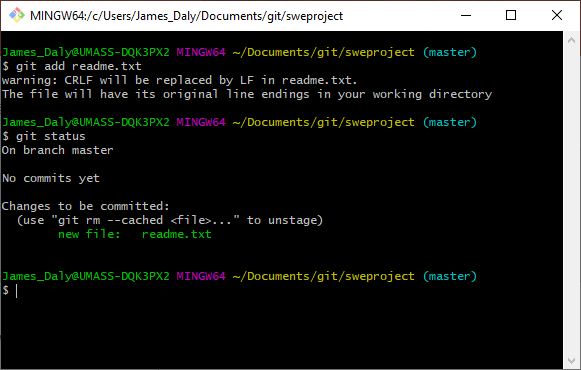 MINGW64:/c/Users/James_Daly/Documents/git/sweproject
James_Daly@UMASS-DQK3PX2 MINGW64 ~/Documents/git/sweproject (master)
$ git add readme.txt
warning: CRLF will be replaced by LF in readme.txt.
The file will have its original line endings in your working directory
James_Daly@UMASS-DQK3PX2 MINGW64 ~/Documents/git/sweproject (master)
$ git status
On branch master
No commits yet
Changes to be committed:
  (use "git rm --cached <file>..." to unstage)
        new file:   readme.txt
James_Daly@UMASS-DQK3PX2 MINGW64 ~/Documents/git/sweproject (master)
$